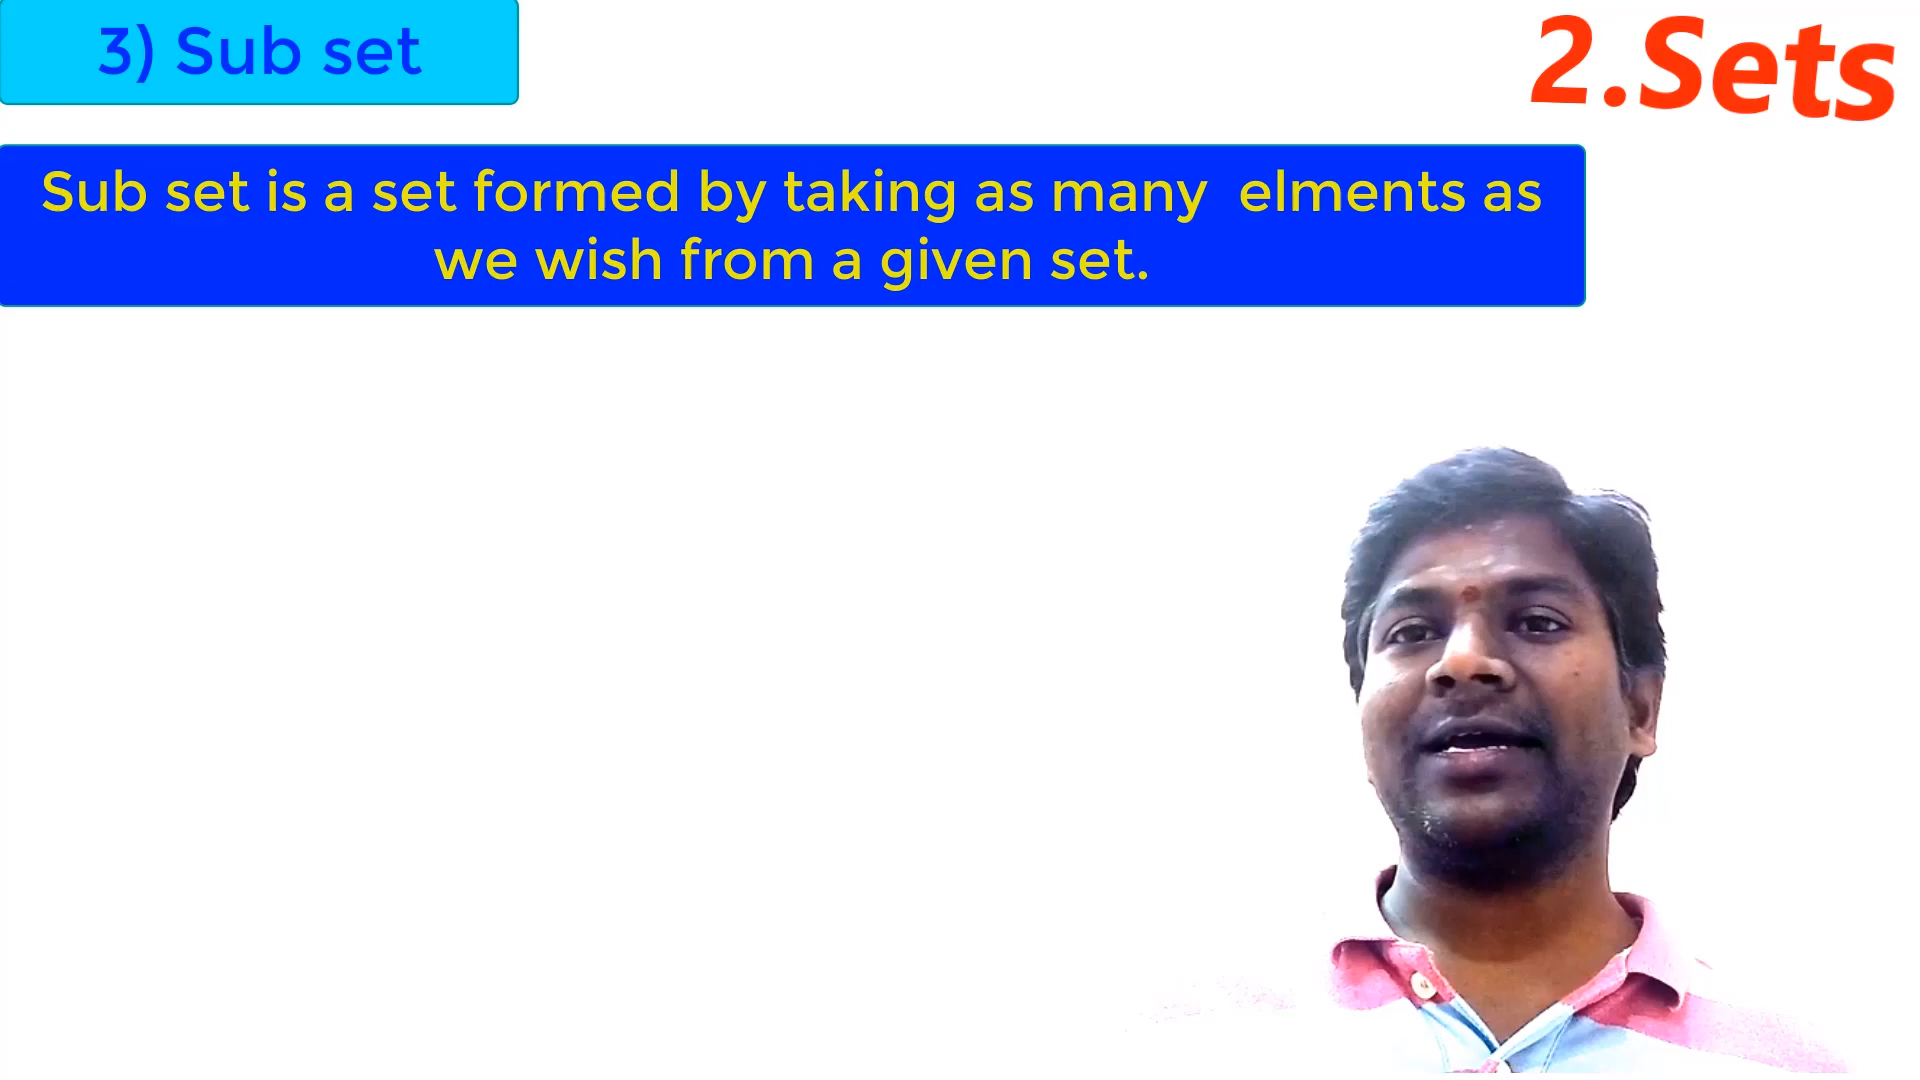 3) Sub set
2.Sets
Sub set is a set formed by taking as many  elments as
we wish from a given set.